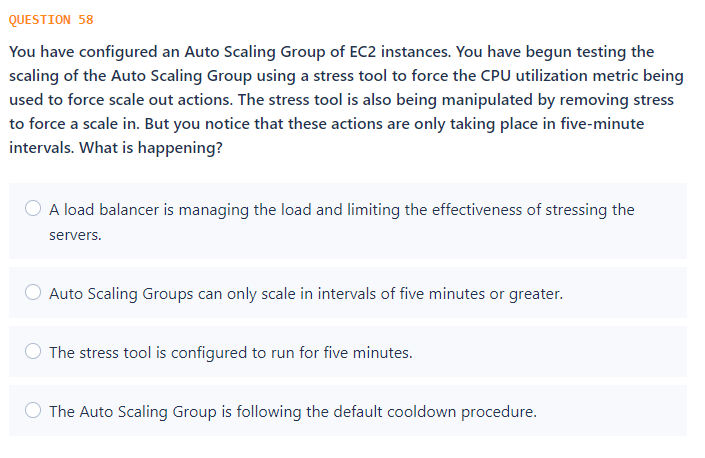 QUESTION 58
You have configured an Auto Scaling Group of EC2 instances. You have begun testing the
scaling of the Auto Scaling Group using a stress tool to force the CPU utilization metric being
used to force scale out actions. The stress tool is also being manipulated by removing stress
to force a scale in. But you notice that these actions are only taking place in five-minute
intervals. What is happening?
A load balancer is managing the load and limiting the effectiveness of stressing the
servers.
Auto Scaling Groups can only scale in intervals of five minutes or greater.
The stress tool is configured to run for five minutes.
The Auto Scaling Group is following the default cooldown procedure.